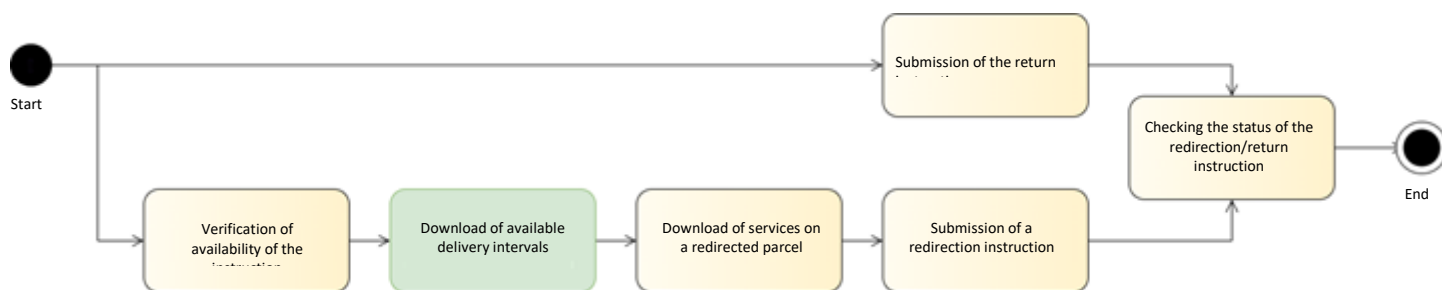 Submission of the return
Start
Checking the status of the
redirection/return
instruction
End
Verification of
availability of the
Download of available
delivery intervals
Download of services on
a redirected parcel
Submission of a
redirection instruction